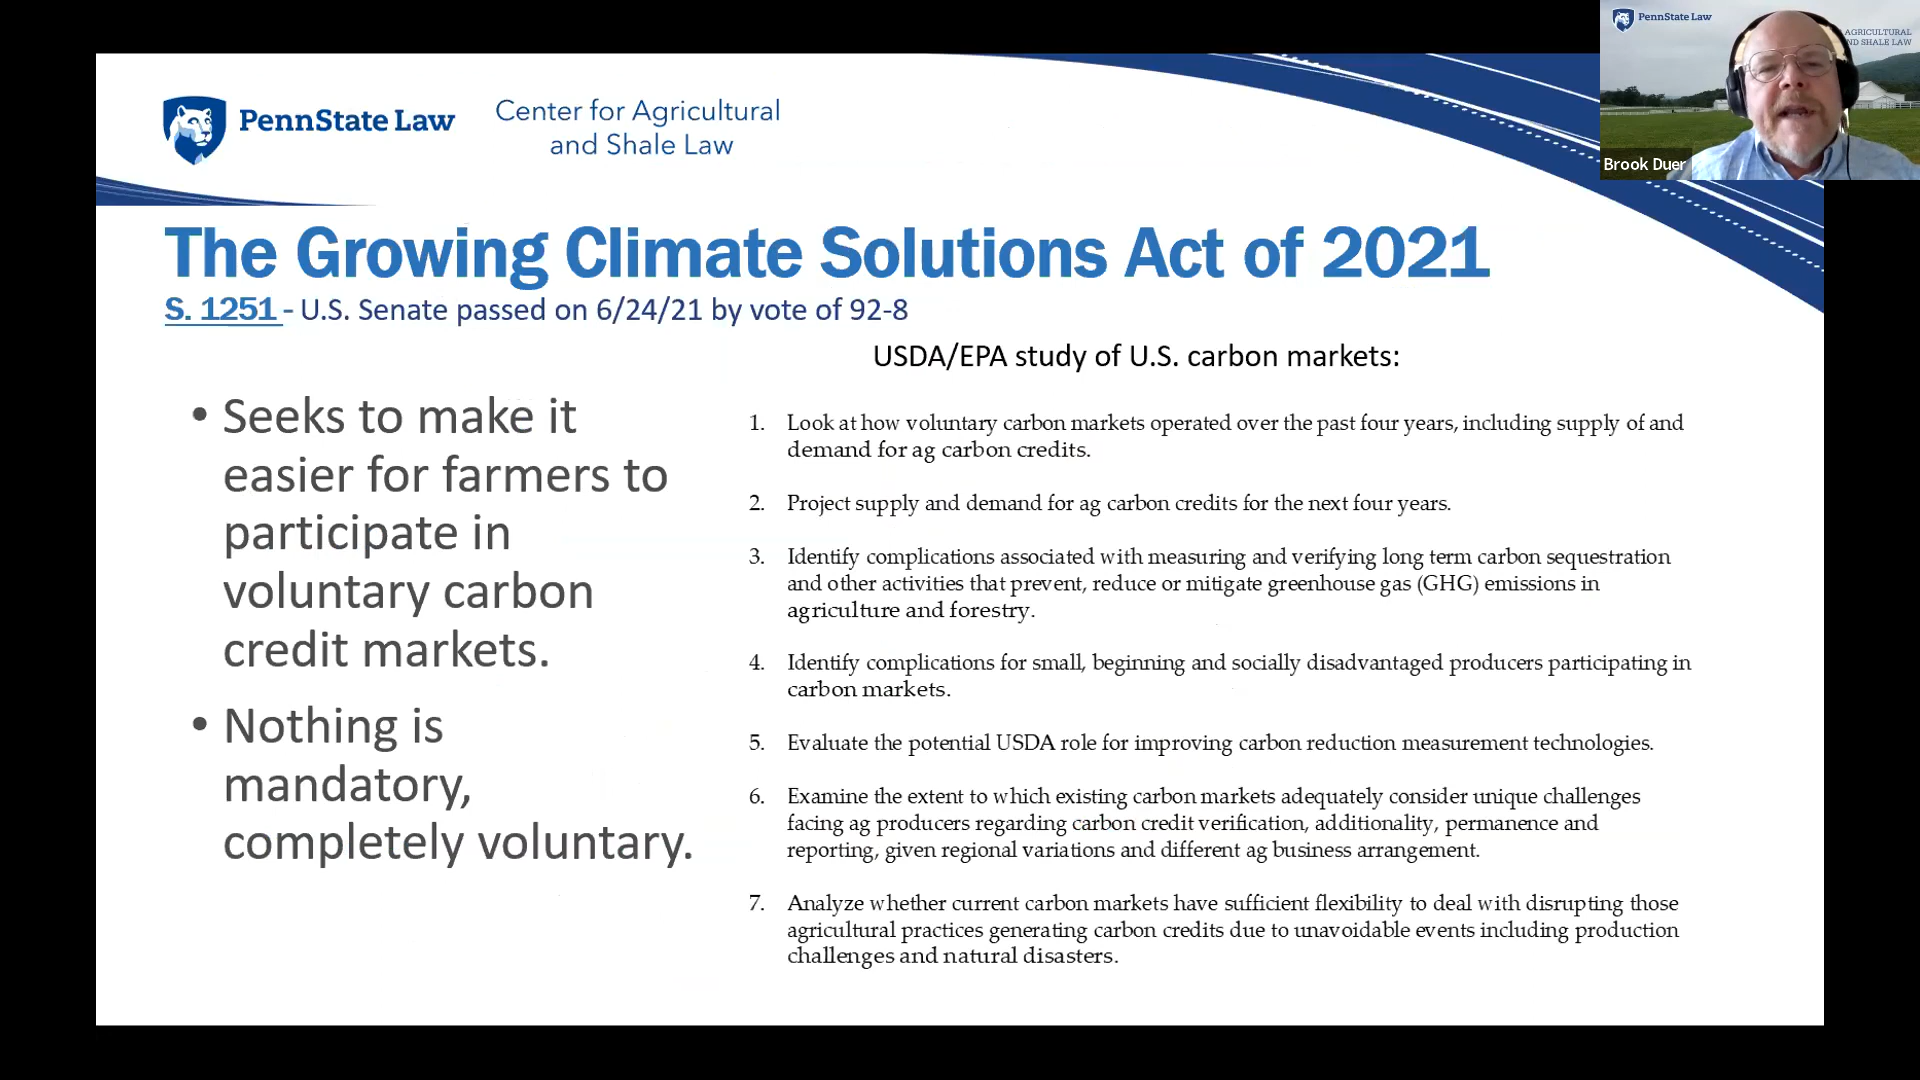 PennState Law
AGRICULTURAL
ND SHALE LAW
Brook Duer
PennState Law
Center for Agricultural
and Shale Law
The Growing Climate Solutions Act of 2021
S. 1251 - U.S. Senate passed on 6/24/21 by vote of 92-8
• Seeks to make it
easier for farmers to
participate in
voluntary carbon
credit markets.
• Nothing is
mandatory,
completely voluntary.
USDA/EPA study of U.S. carbon markets:
1. Look at how voluntary carbon markets operated over the past four years, including supply of and
demand for ag carbon credits.
2. Project supply and demand for ag carbon credits for the next four years.
3. Identify complications associated with measuring and verifying long term carbon sequestration
and other activities that prevent, reduce or mitigate greenhouse gas (GHG) emissions in
agriculture and forestry.
4. Identify complications for small, beginning and socially disadvantaged producers participating in
carbon markets.
5. Evaluate the potential USDA role for improving carbon reduction measurement technologies.
6. Examine the extent to which existing carbon markets adequately consider unique challenges
facing ag producers regarding carbon credit verification, additionality, permanence and
reporting, given regional variations and different ag business arrangement.
7. Analyze whether current carbon markets have sufficient flexibility to deal with disrupting those
agricultural practices generating carbon credits due to unavoidable events including production
challenges and natural disasters.